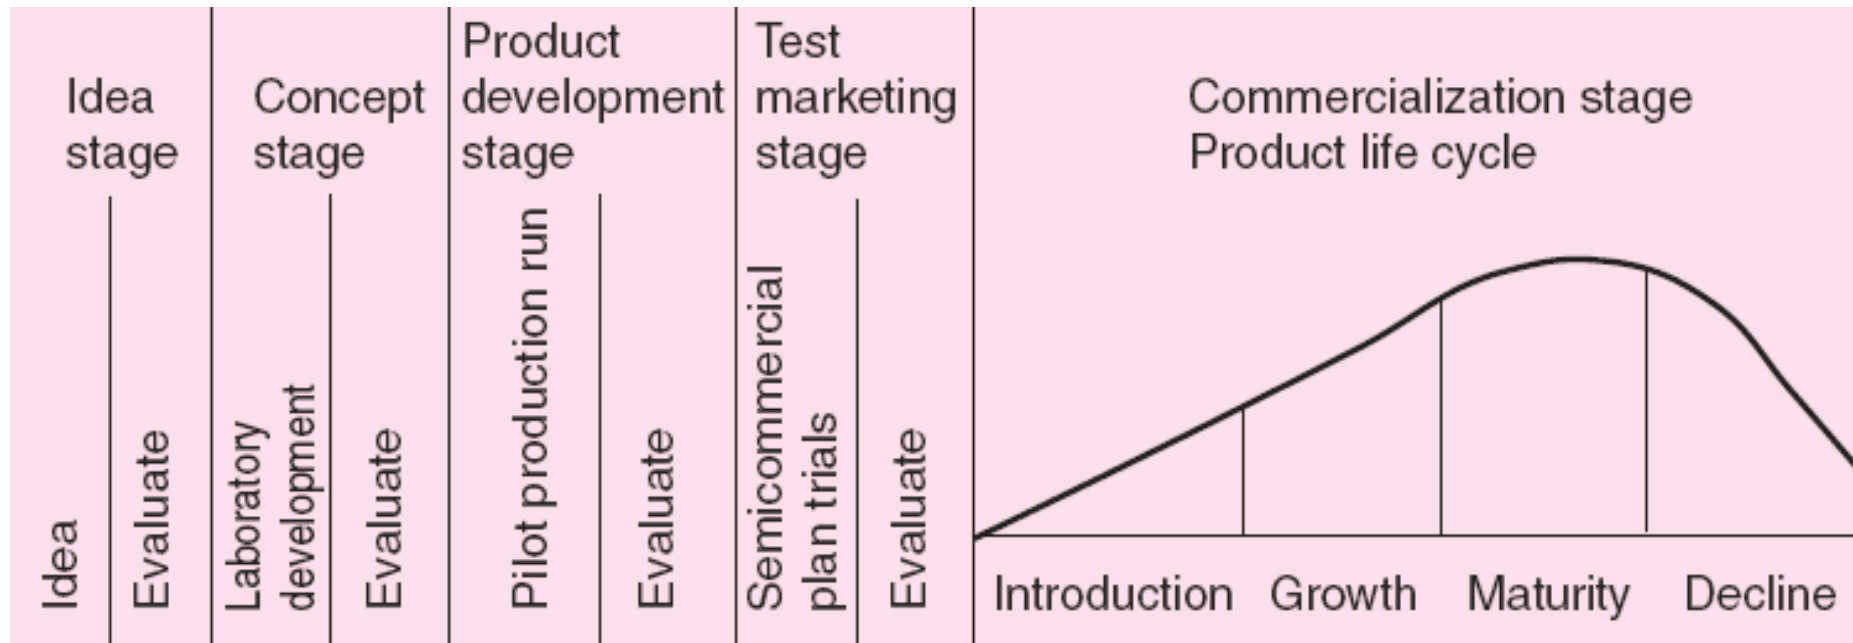 Idea
stage
Concept
stage
Product
development
stage
Test
marketing
stage
Commercialization stage
Product life cycle
Idea
Evaluate
Laboratory
development
Evaluate
Pilot production run
Evaluate
Semicommercial
plan trials
Evaluate
Introduction
Growth
Maturity
Decline